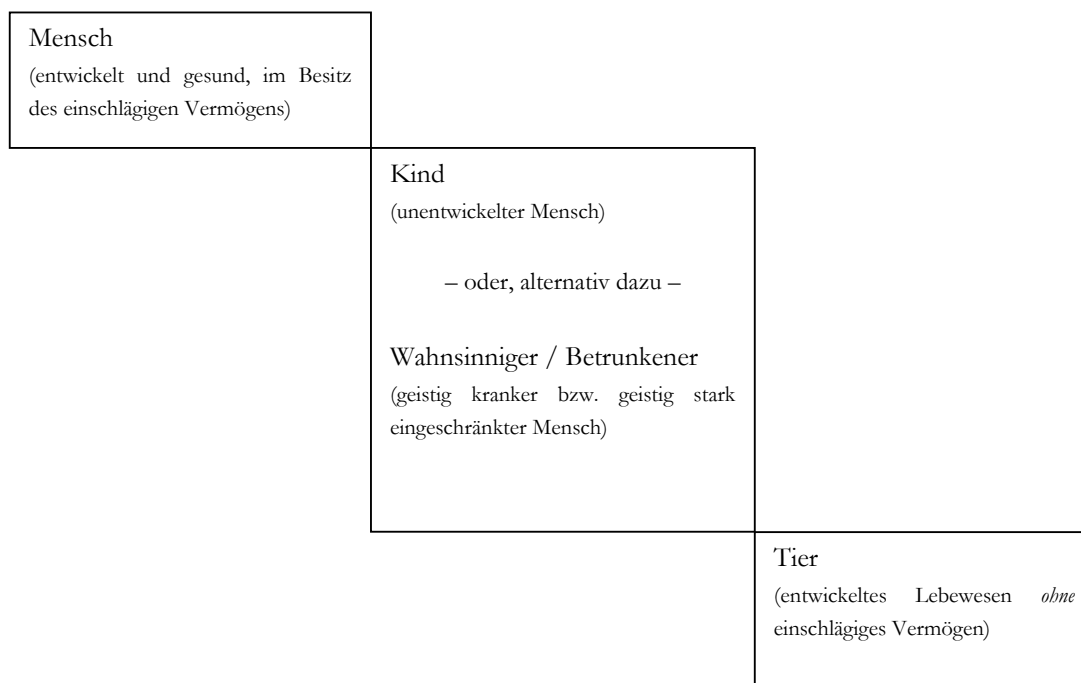 Mensch
(entwickelt und gesund, im Besitz
des einschlägigen Vermögens)
Kind
(unentwickelter Mensch)
– oder, alternativ dazu –
Wahnsinniger / Betrunkener
(geistig kranker bzw. geistig stark
eingeschränkter Mensch)
Tier
(entwickeltes Lebewesen ohne
einschlägiges Vermögen)